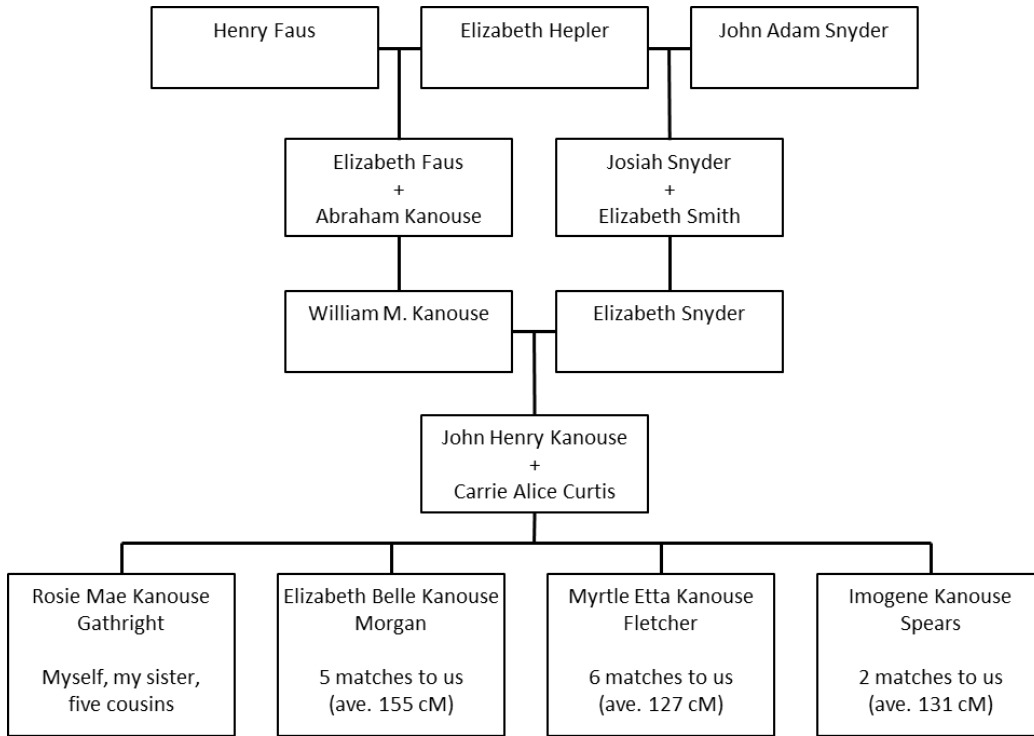 Henry Faus
Elizabeth Hepler
John Adam Snyder
Elizabeth Faus
+
Abraham Kanouse
Josiah Snyder
+
Elizabeth Smith
William M. Kanouse
Elizabeth Snyder
John Henry Kanouse
+
Carrie Alice Curtis
Rosie Mae Kanouse
Gathright
Myself, my sister,
five cousins
Elizabeth Belle Kanouse
Morgan
5 matches to us
(ave. 155 cM)
Myrtle Etta Kanouse
Fletcher
6 matches to us
(ave. 127 cM)
Imogene Kanouse
Spears
2 matches to us
(ave. 131 cM)